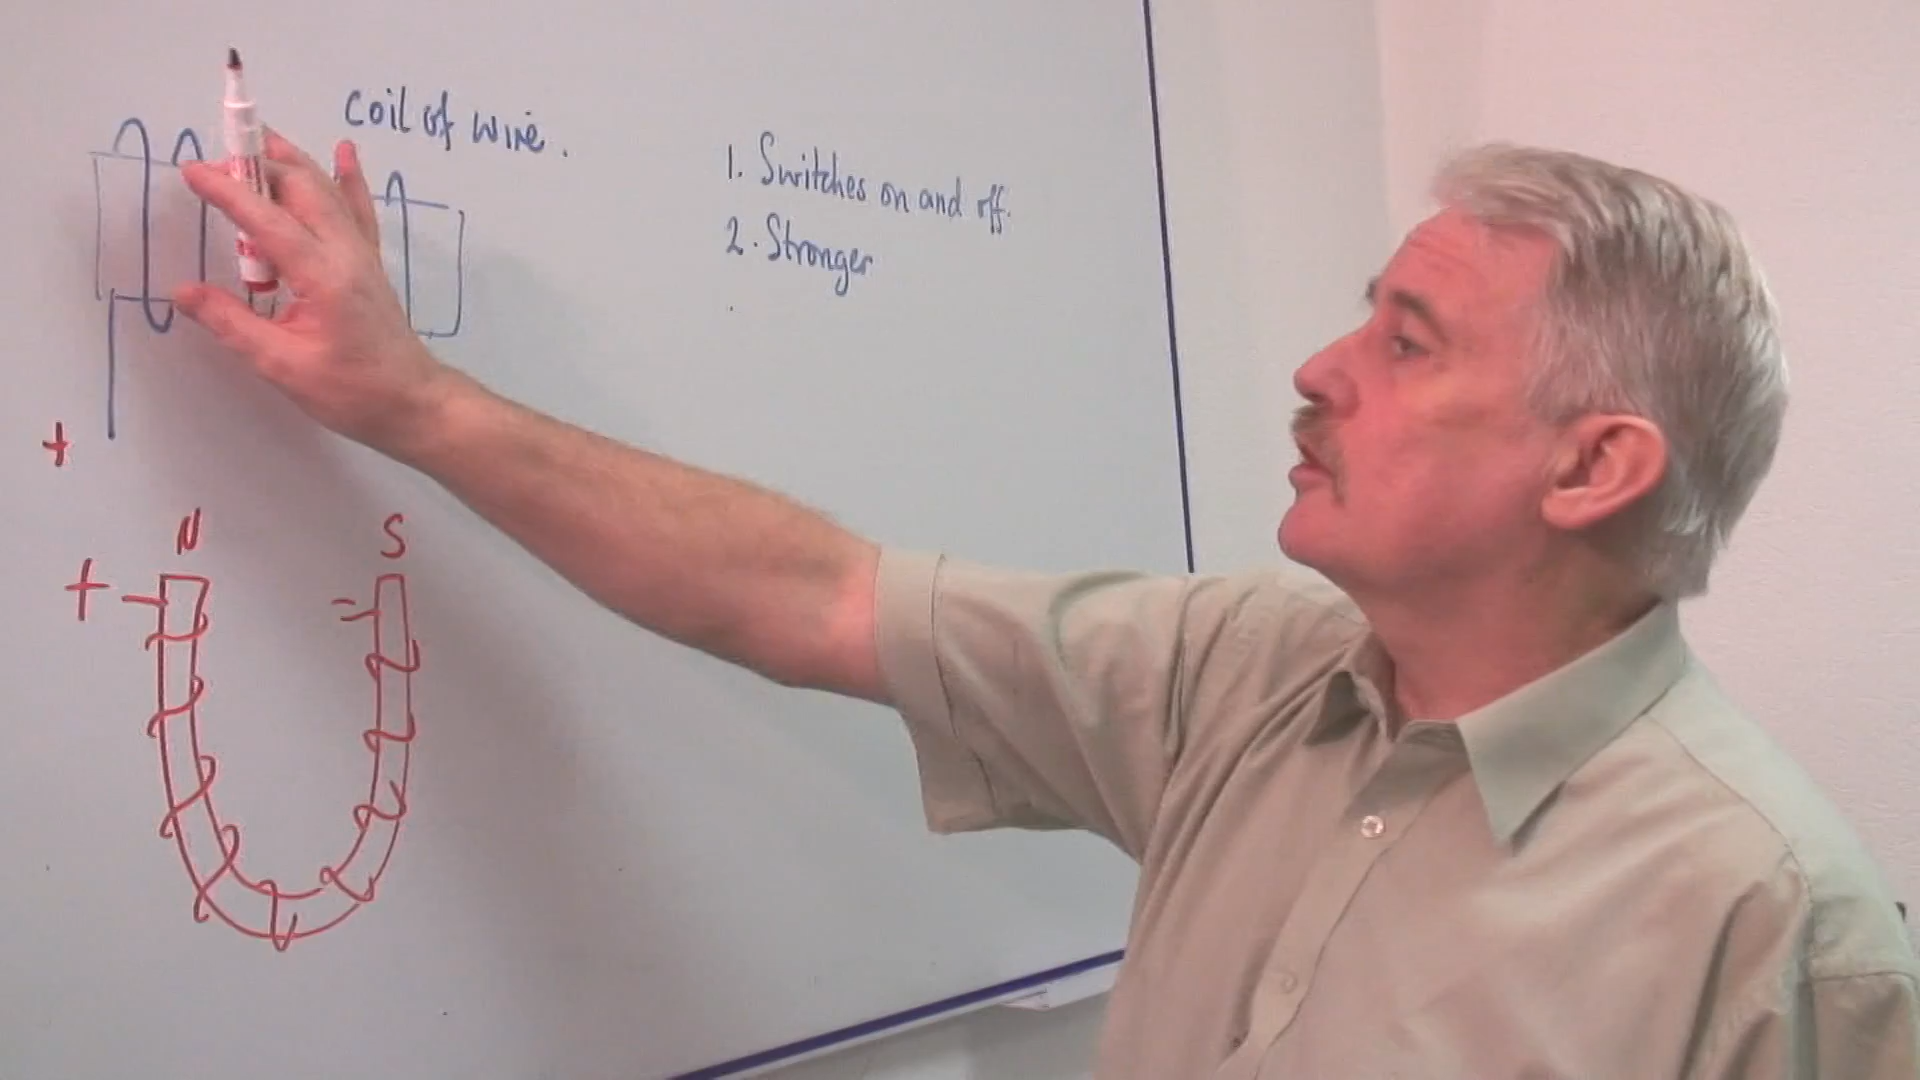 Coil of wire.
1. Switches on and off.
2. Stronger
+
N
S
+
=